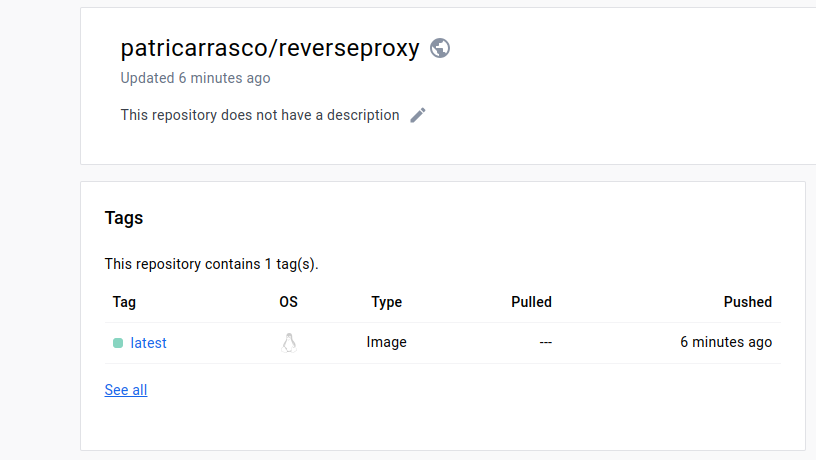 patricarrasco/reverseproxy
Updated 6 minutes ago
This repository does not have a description
Tags
This repository contains 1 tag(s).
Tag OS Type Pulled Pushed
latest Image --- 6 minutes ago
See all